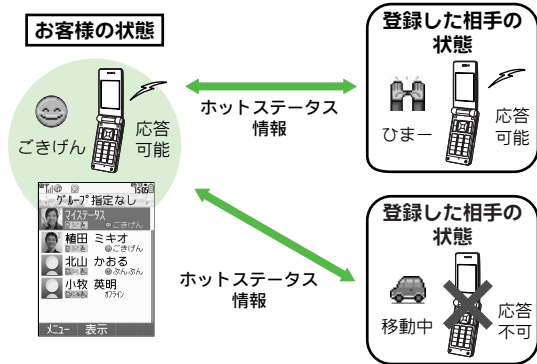 お客様の状態
ごきげん
応答
可能
ホットステータス
情報
登録した相手の
状態
ひまー
応答
可能
15:05
グループ指定なし
マイステータス
ごきげん
植田 ミキオ
ごきげん
北山 かおる
ぷんぷん
小牧 英明
オフライン
メニュー 表示
ホットステータス
情報
登録した相手の
状態
移動中
応答
不可